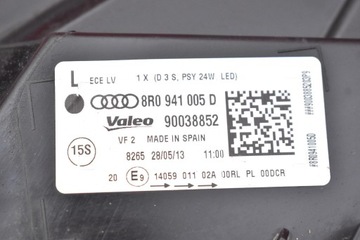 L ECE LV 1 X (D 3 S, PSY 24W LED)
8R0 941 005 D
Valeo 90038852
VF 2 MADE IN SPAIN
15S 8265 28/05/13 11:00
20 E9 14059 011 02A 00RL PL 00DCR